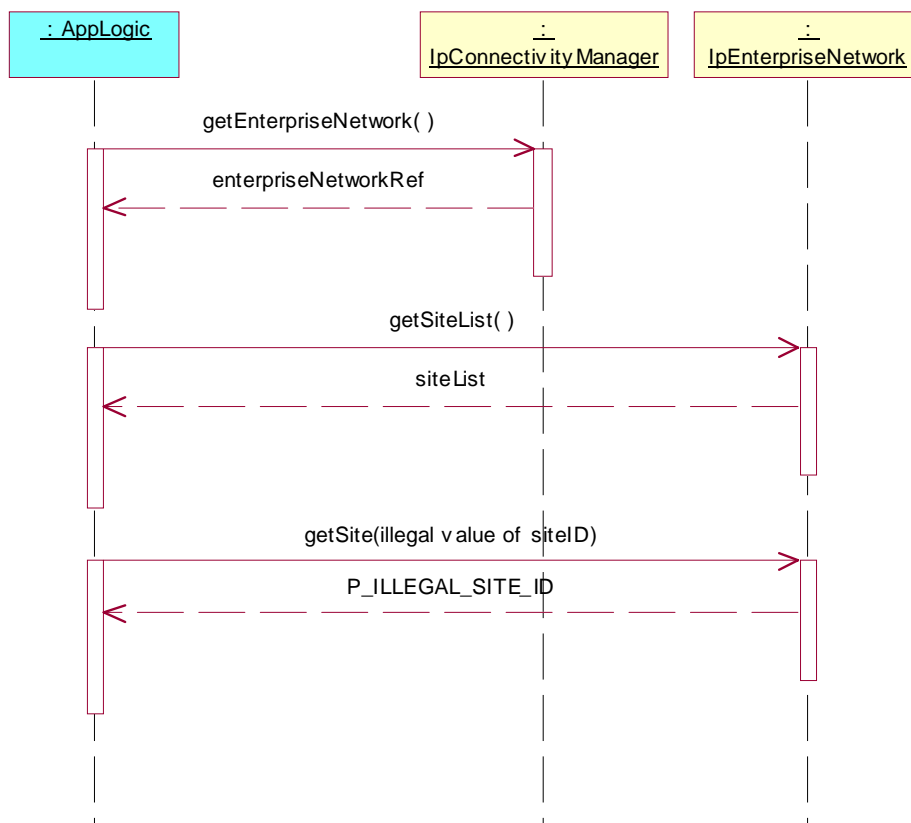 : AppLogic
:
IpConnectivityManager
:
IpEnterpriseNetwork
getEnterpriseNetwork( )
enterpriseNetworkRef
getSiteList( )
siteList
getSite(illegal value of siteID)
P_ILLEGAL_SITE_ID